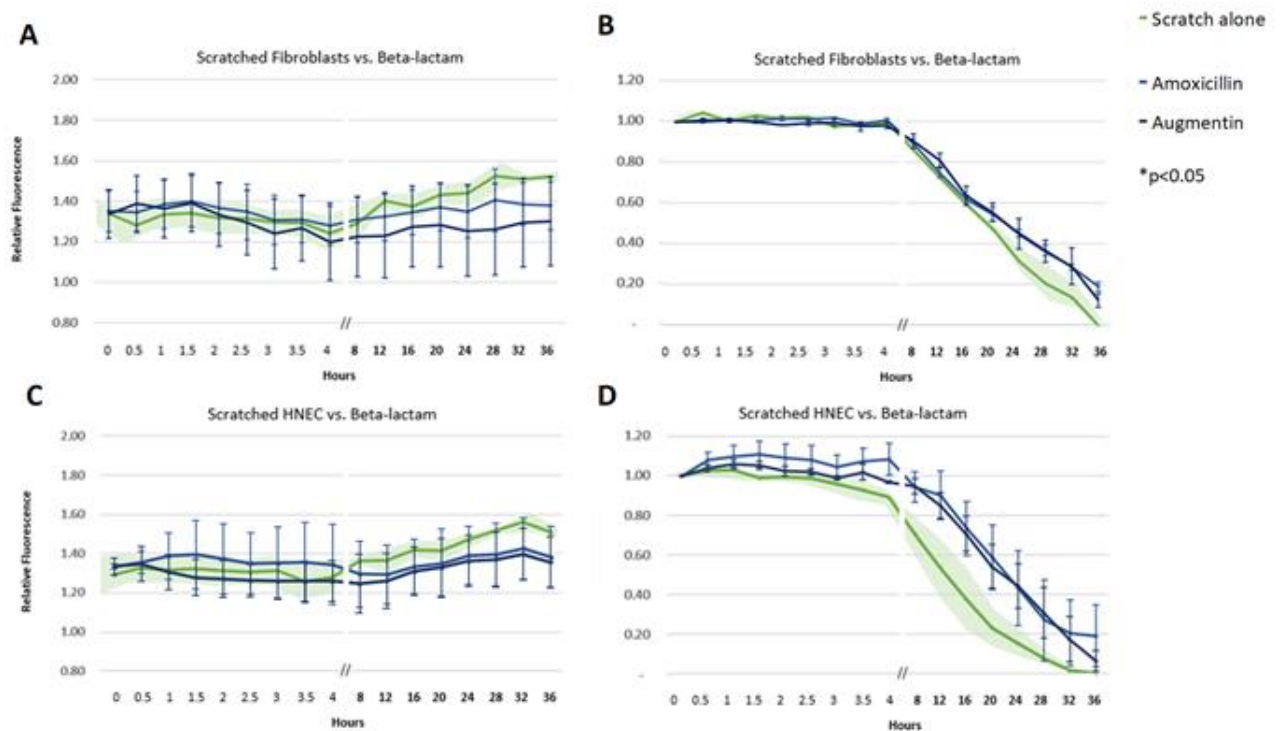 A
Scratched Fibroblasts vs. Beta-lactam
2.00
1.80
1.60
1.40
1.20
1.00
0.80
Relative Fluorescence
0 0.5 1 1.5 2 2.5 3 3.5 4 // 8 12 16 20 24 28 32 36
Hours
B
Scratched Fibroblasts vs. Beta-lactam
1.20
1.00
0.80
0.60
0.40
0.20
-
0 0.5 1 1.5 2 2.5 3 3.5 4 // 8 12 16 20 24 28 32 36
Hours
Scratch alone
Amoxicillin
Augmentin
*p<0.05
C
Scratched HNEC vs. Beta-lactam
2.00
1.60
1.40
1.20
1.00
0.80
Relative Fluorescence
0 0.5 1 1.5 2 2.5 3 3.5 4 // 8 12 16 20 24 28 32 36
Hours
D
Scratched HNEC vs. Beta-lactam
1.20
1.00
0.80
0.60
0.40
0.20
-
0 0.5 1 1.5 2 2.5 3 3.5 4 // 8 12 16 20 24 28 32 36
Hours